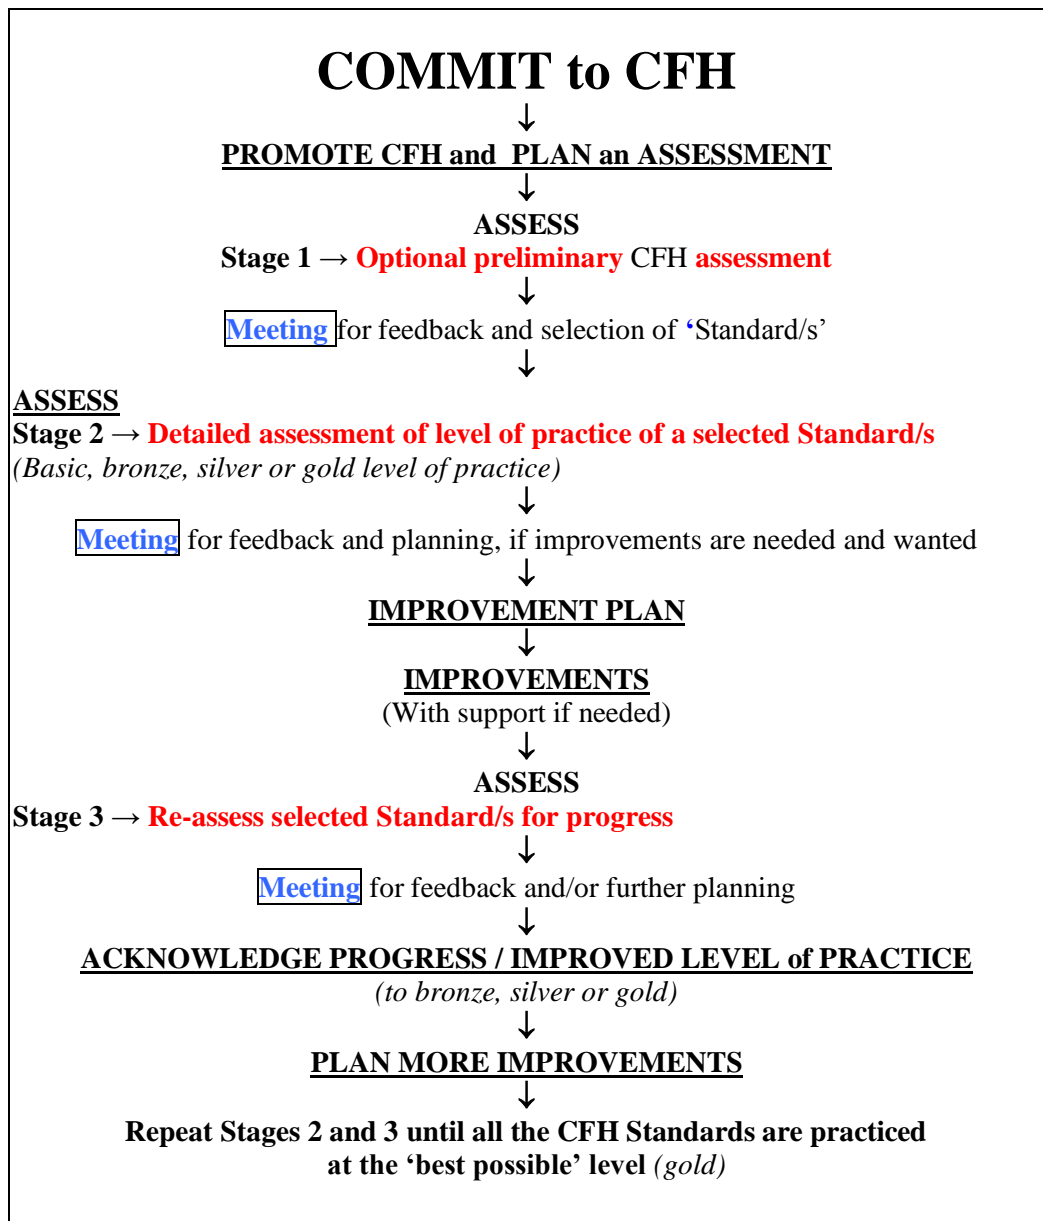 COMMIT to CFH
↓
PROMOTE CFH and PLAN an ASSESSMENT
↓
ASSESS
Stage 1 → Optional preliminary CFH assessment
↓
Meeting for feedback and selection of ‘Standard/s’
↓
ASSESS
Stage 2 → Detailed assessment of level of practice of a selected Standard/s
(Basic, bronze, silver or gold level of practice)
↓
Meeting for feedback and planning, if improvements are needed and wanted
↓
IMPROVEMENT PLAN
↓
IMPROVEMENTS
(With support if needed)
↓
ASSESS
Stage 3 → Re-assess selected Standard/s for progress
↓
Meeting for feedback and/or further planning
↓
ACKNOWLEDGE PROGRESS / IMPROVED LEVEL of PRACTICE
(to bronze, silver or gold)
↓
PLAN MORE IMPROVEMENTS
↓
Repeat Stages 2 and 3 until all the CFH Standards are practiced
at the ‘best possible’ level (gold)